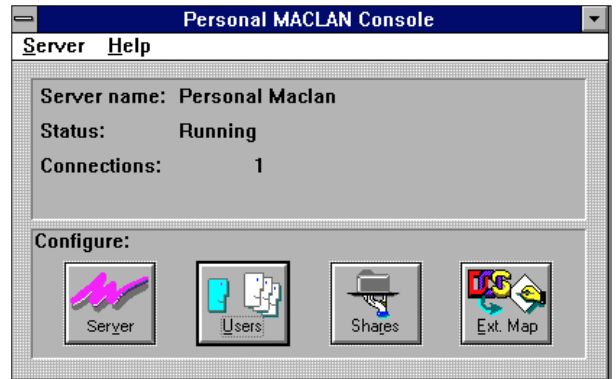 Personal MACLAN Console
Server Help
Server name: Personal Maclan
Status: Running
Connections: 1
Configure:
Server Users Shares Ext. Map